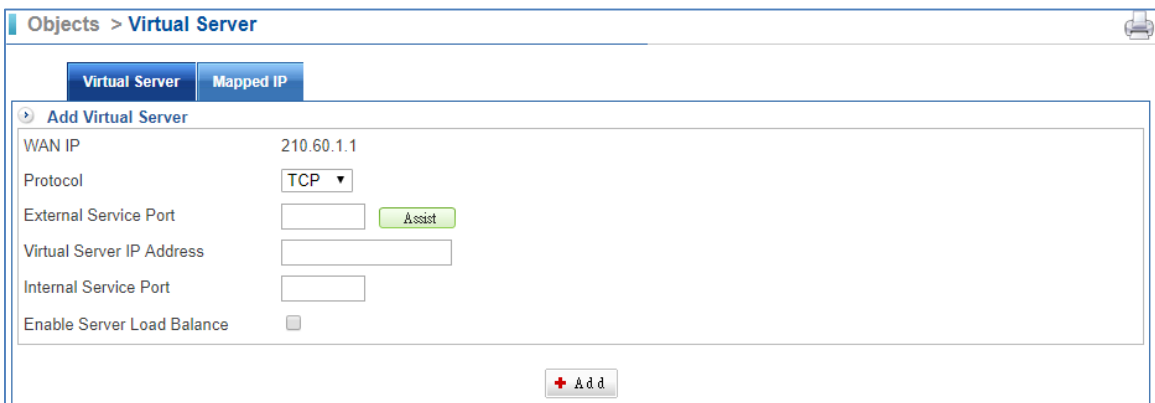 Objects > Virtual Server
Virtual Server Mapped IP
Add Virtual Server
WAN IP 210.60.1.1
Protocol TCP
External Service Port Assist
Virtual Server IP Address
Internal Service Port
Enable Server Load Balance
Add